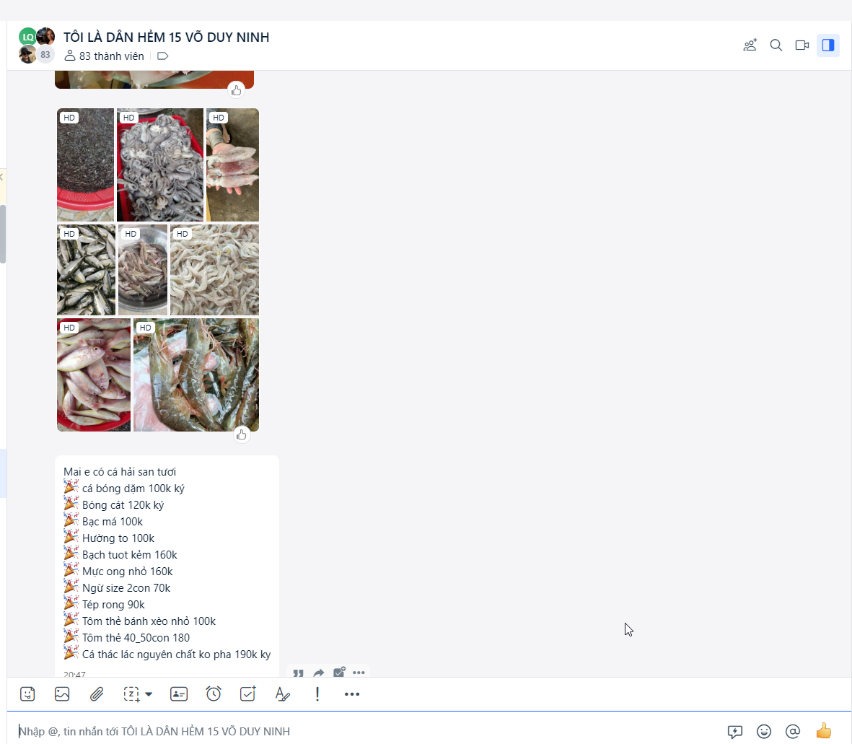 LQ
TÔI LÀ DÂN HẺM 15 VÕ DUY NINH
83
83 thành viên
HD
HD
HD
HD
HD
HD
HD
HD
Mai e có cá hải san tươi
cá bóng dặm 100k ký
Bóng cát 120k ký
Bạc má 100k
Hường to 100k
Bạch tuot kẻm 160k
Mực ong nhỏ 160k
Ngừ size 2con 70k
Tép rong 90k
Tôm thẻ bánh xèo nhỏ 100k
Tôm thẻ 40_50con 180
Cá thác lác nguyên chất ko pha 190k ky
20:47
Nhập @, tin nhắn tới TÔI LÀ DÂN HẺM 15 VÕ DUY NINH